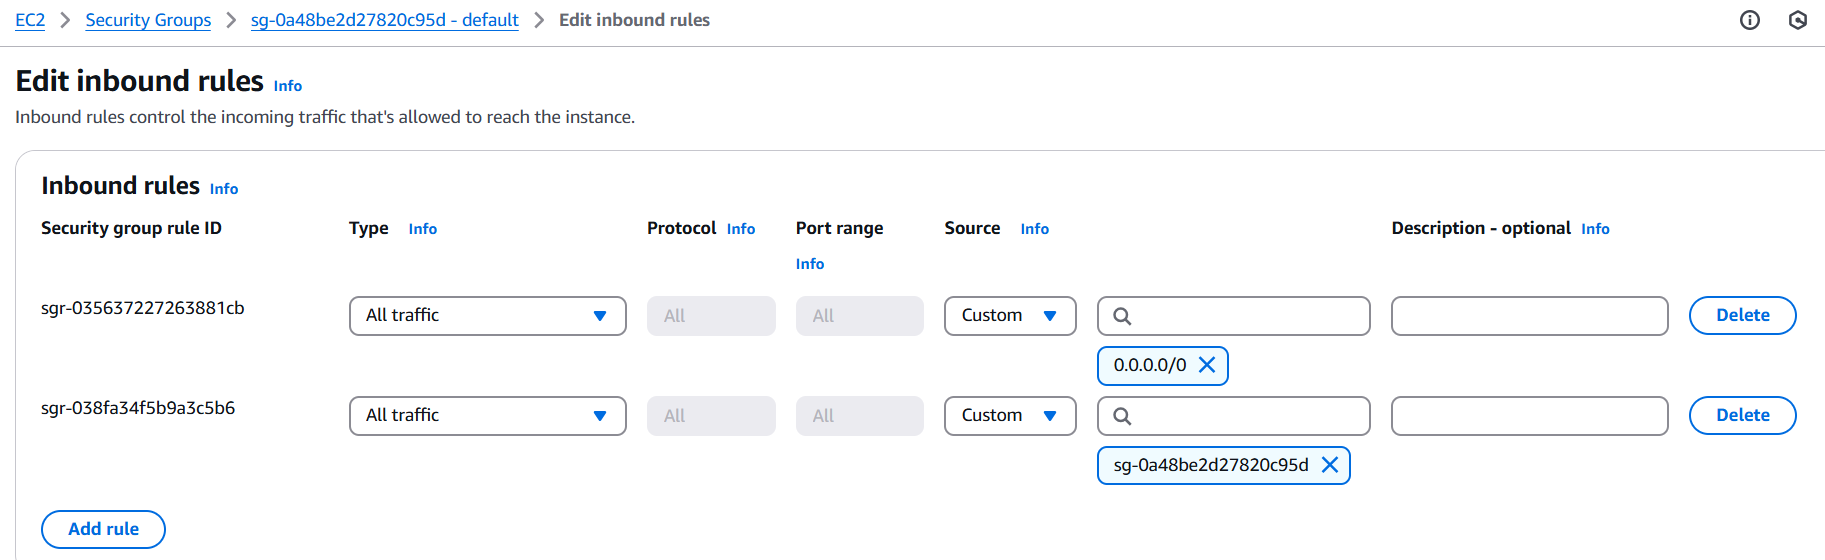 EC2 > Security Groups > sg-0a48be2d27820c95d - default > Edit inbound rules
Edit inbound rules Info
Inbound rules control the incoming traffic that's allowed to reach the instance.
Inbound rules Info
Security group rule ID Type Info Protocol Info Port range Info Source Info Description - optional Info
sgr-035637227263881cb All traffic All All Custom Delete
0.0.0.0/0
sgr-038fa34f5b9a3c5b6 All traffic All All Custom Delete
sg-0a48be2d27820c95d
Add rule